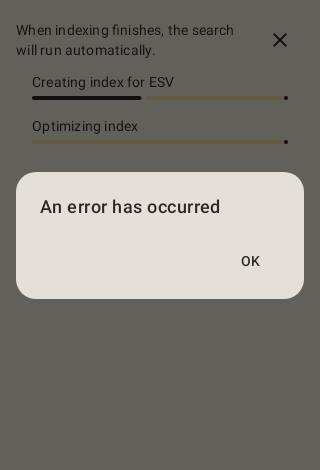 When indexing finishes, the search
will run automatically.
Creating index for ESV
Optimizing index
An error has occurred
OK